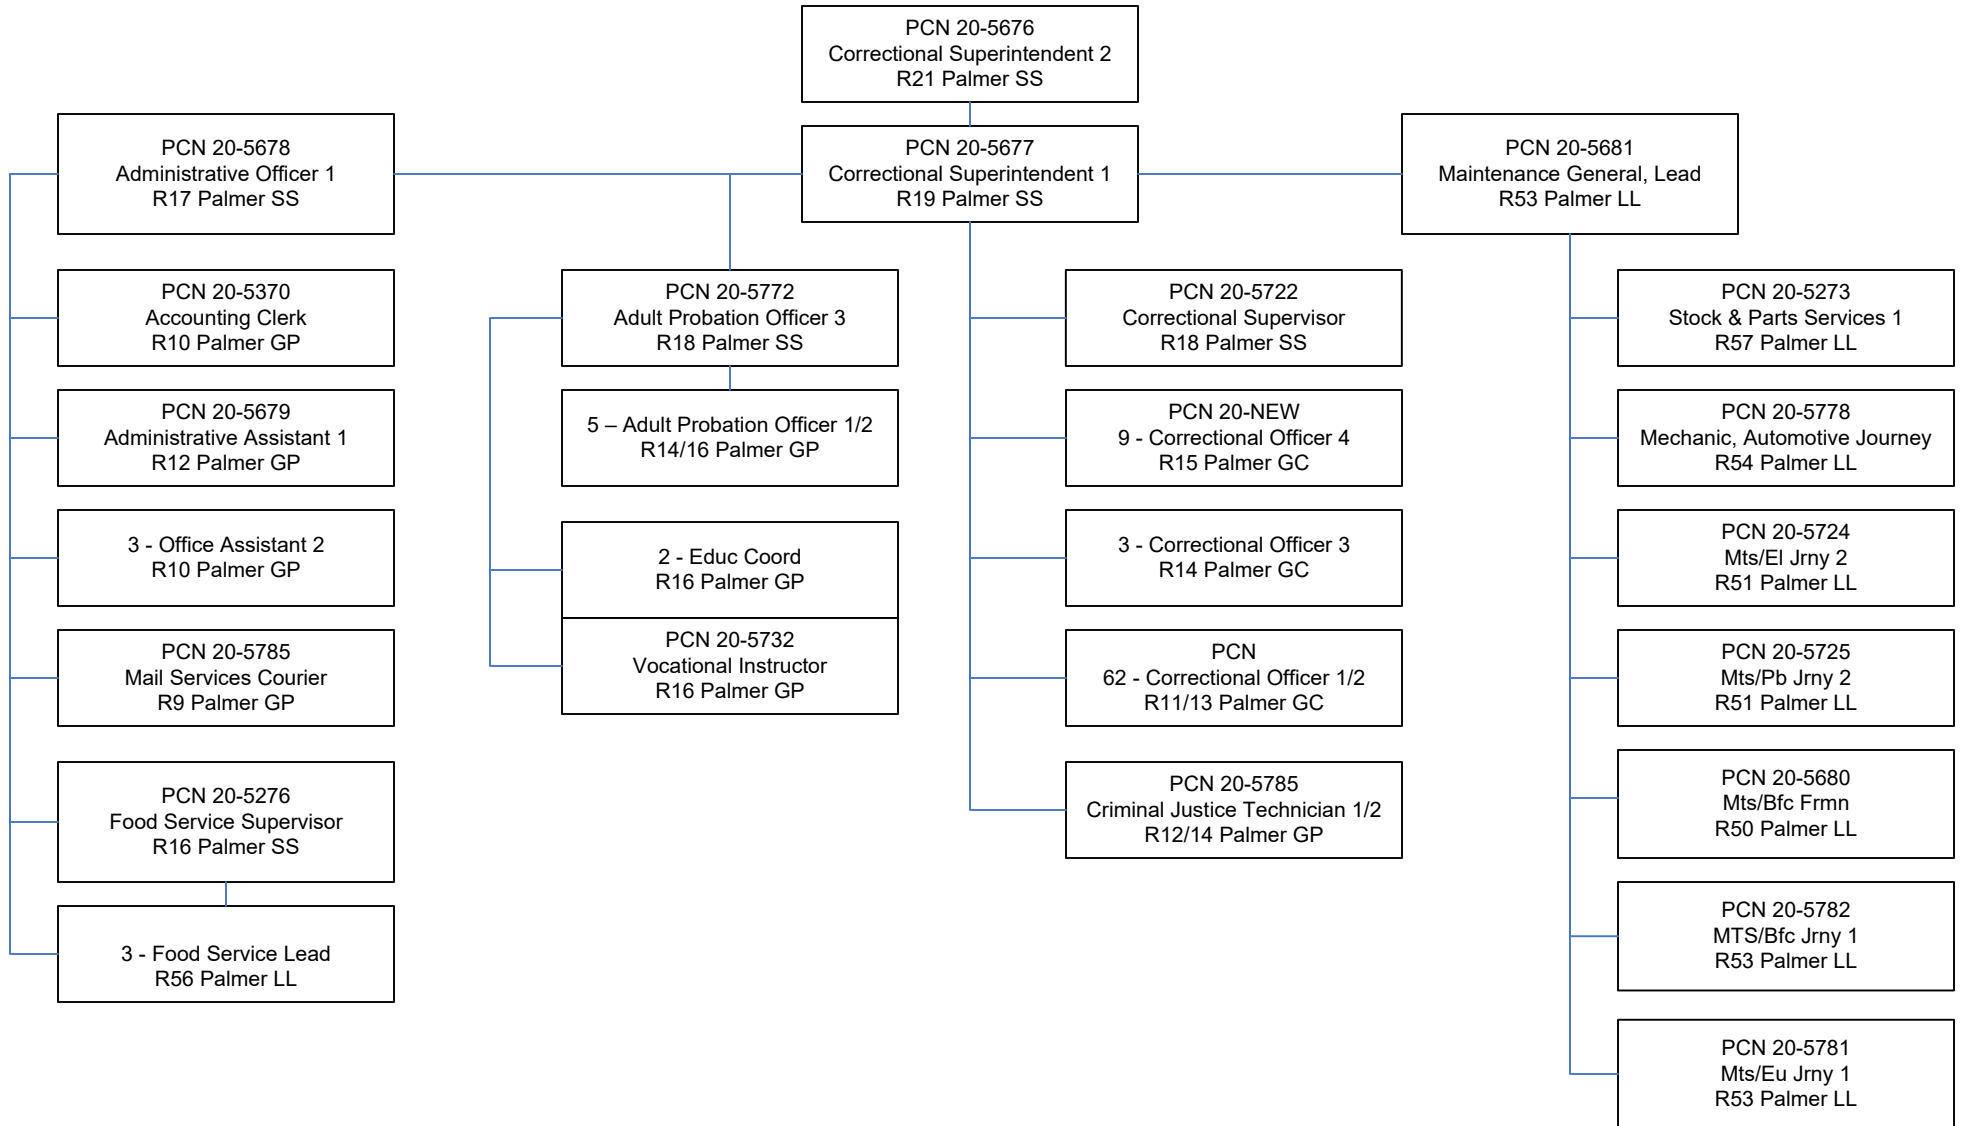 PCN 20-5676
Correctional Superintendent 2
R21 Palmer SS
PCN 20-5678
Administrative Officer 1
R17 Palmer SS
PCN 20-5677
Correctional Superintendent 1
R19 Palmer SS
PCN 20-5681
Maintenance General, Lead
R53 Palmer LL
PCN 20-5370
Accounting Clerk
R10 Palmer GP
PCN 20-5679
Administrative Assistant 1
R12 Palmer GP
3 - Office Assistant 2
R10 Palmer GP
PCN 20-5785
Mail Services Courier
R9 Palmer GP
PCN 20-5276
Food Service Supervisor
R16 Palmer SS
3 - Food Service Lead
R56 Palmer LL
PCN 20-5772
Adult Probation Officer 3
R18 Palmer SS
5 – Adult Probation Officer 1/2
R14/16 Palmer GP
2 - Educ Coord
R16 Palmer GP
PCN 20-5732
Vocational Instructor
R16 Palmer GP
PCN 20-5722
Correctional Supervisor
R18 Palmer SS
PCN 20-NEW
9 - Correctional Officer 4
R15 Palmer GC
3 - Correctional Officer 3
R14 Palmer GC
PCN
62 - Correctional Officer 1/2
R11/13 Palmer GC
PCN 20-5785
Criminal Justice Technician 1/2
R12/14 Palmer GP
PCN 20-5273
Stock & Parts Services 1
R57 Palmer LL
PCN 20-5778
Mechanic, Automotive Journey
R54 Palmer LL
PCN 20-5724
Mts/El Jrny 2
R51 Palmer LL
PCN 20-5725
Mts/Pb Jrny 2
R51 Palmer LL
PCN 20-5680
Mts/Bfc Frmn
R50 Palmer LL
PCN 20-5782
MTS/Bfc Jrny 1
R53 Palmer LL
PCN 20-5781
Mts/Eu Jrny 1
R53 Palmer LL